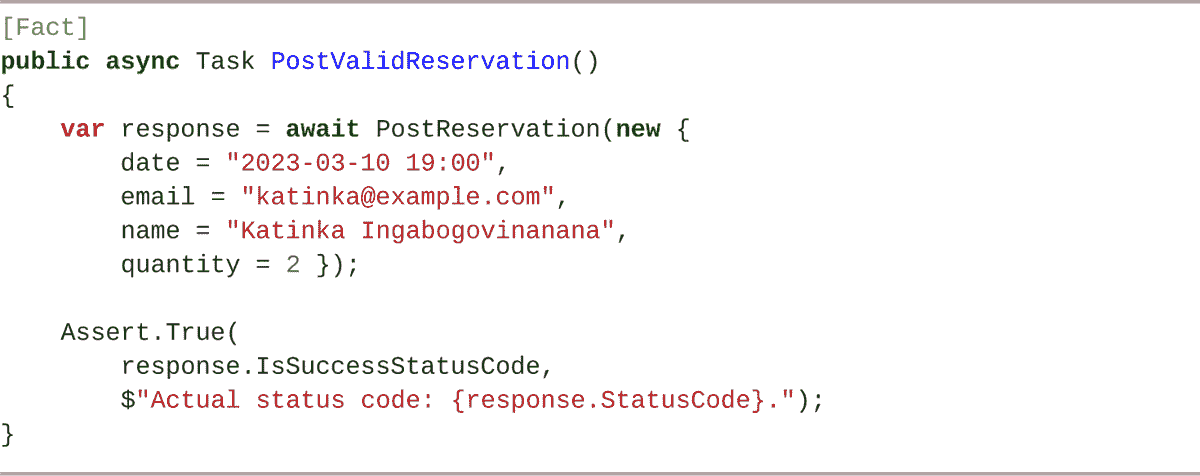 [Fact]
public async Task PostValidReservation()
{
    var response = await PostReservation(new {
        date = "2023-03-10 19:00",
        email = "katinka@example.com",
        name = "Katinka Ingabogovinanana",
        quantity = 2 });

    Assert.True(
        response.IsSuccessStatusCode,
        $"Actual status code: {response.StatusCode}.");
}